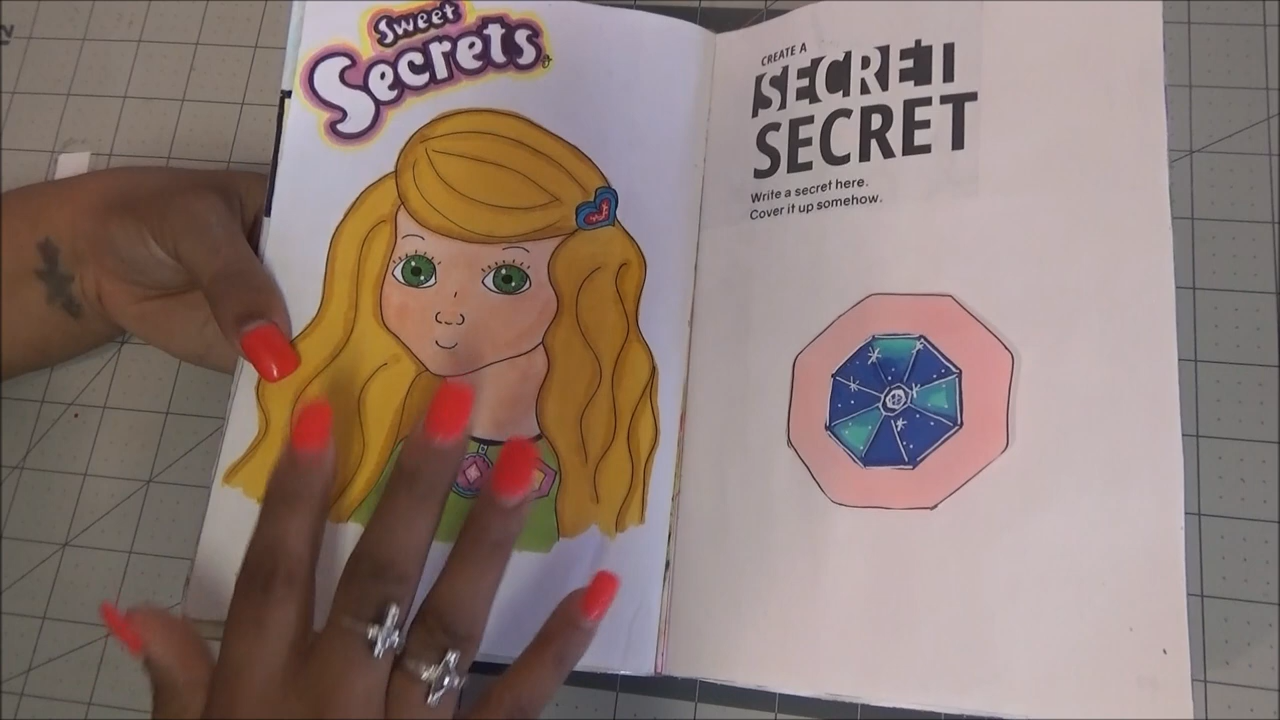 Sweet
Secrets
CREATE A
SECRET
SECRET
Write a secret here.
Cover it up somehow.